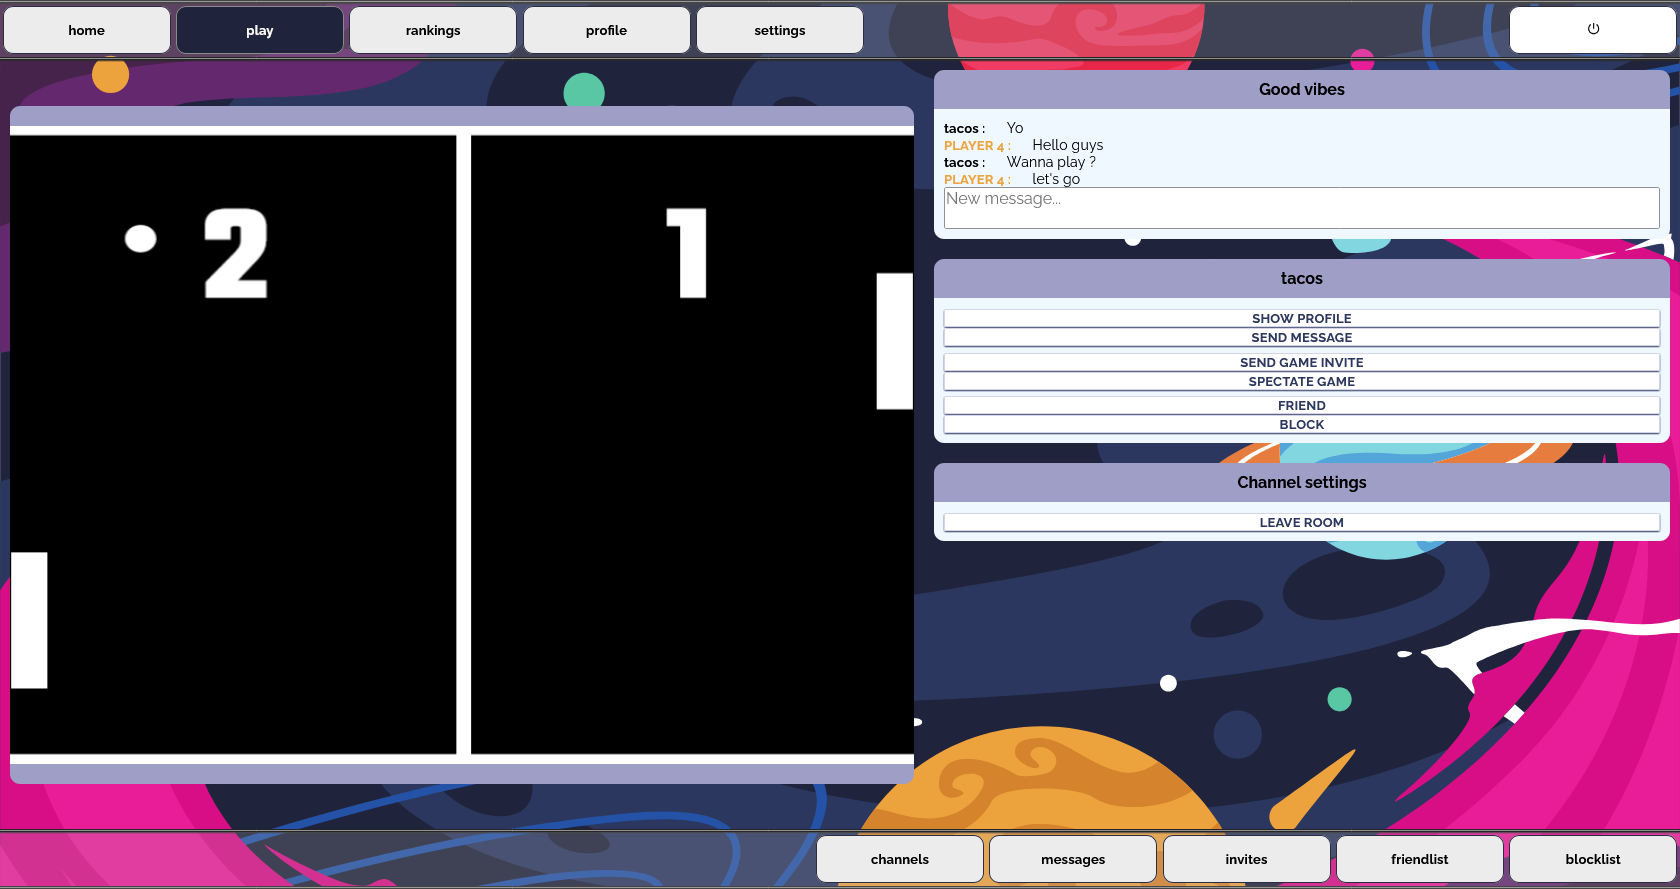 home
play
rankings
profile
settings
2
1
Good vibes
tacos : Yo
PLAYER 4 : Hello guys
tacos : Wanna play ?
PLAYER 4 : let's go
New message...
tacos
SHOW PROFILE
SEND MESSAGE
SEND GAME INVITE
SPECTATE GAME
FRIEND
BLOCK
Channel settings
LEAVE ROOM
channels
messages
invites
friendlist
blocklist